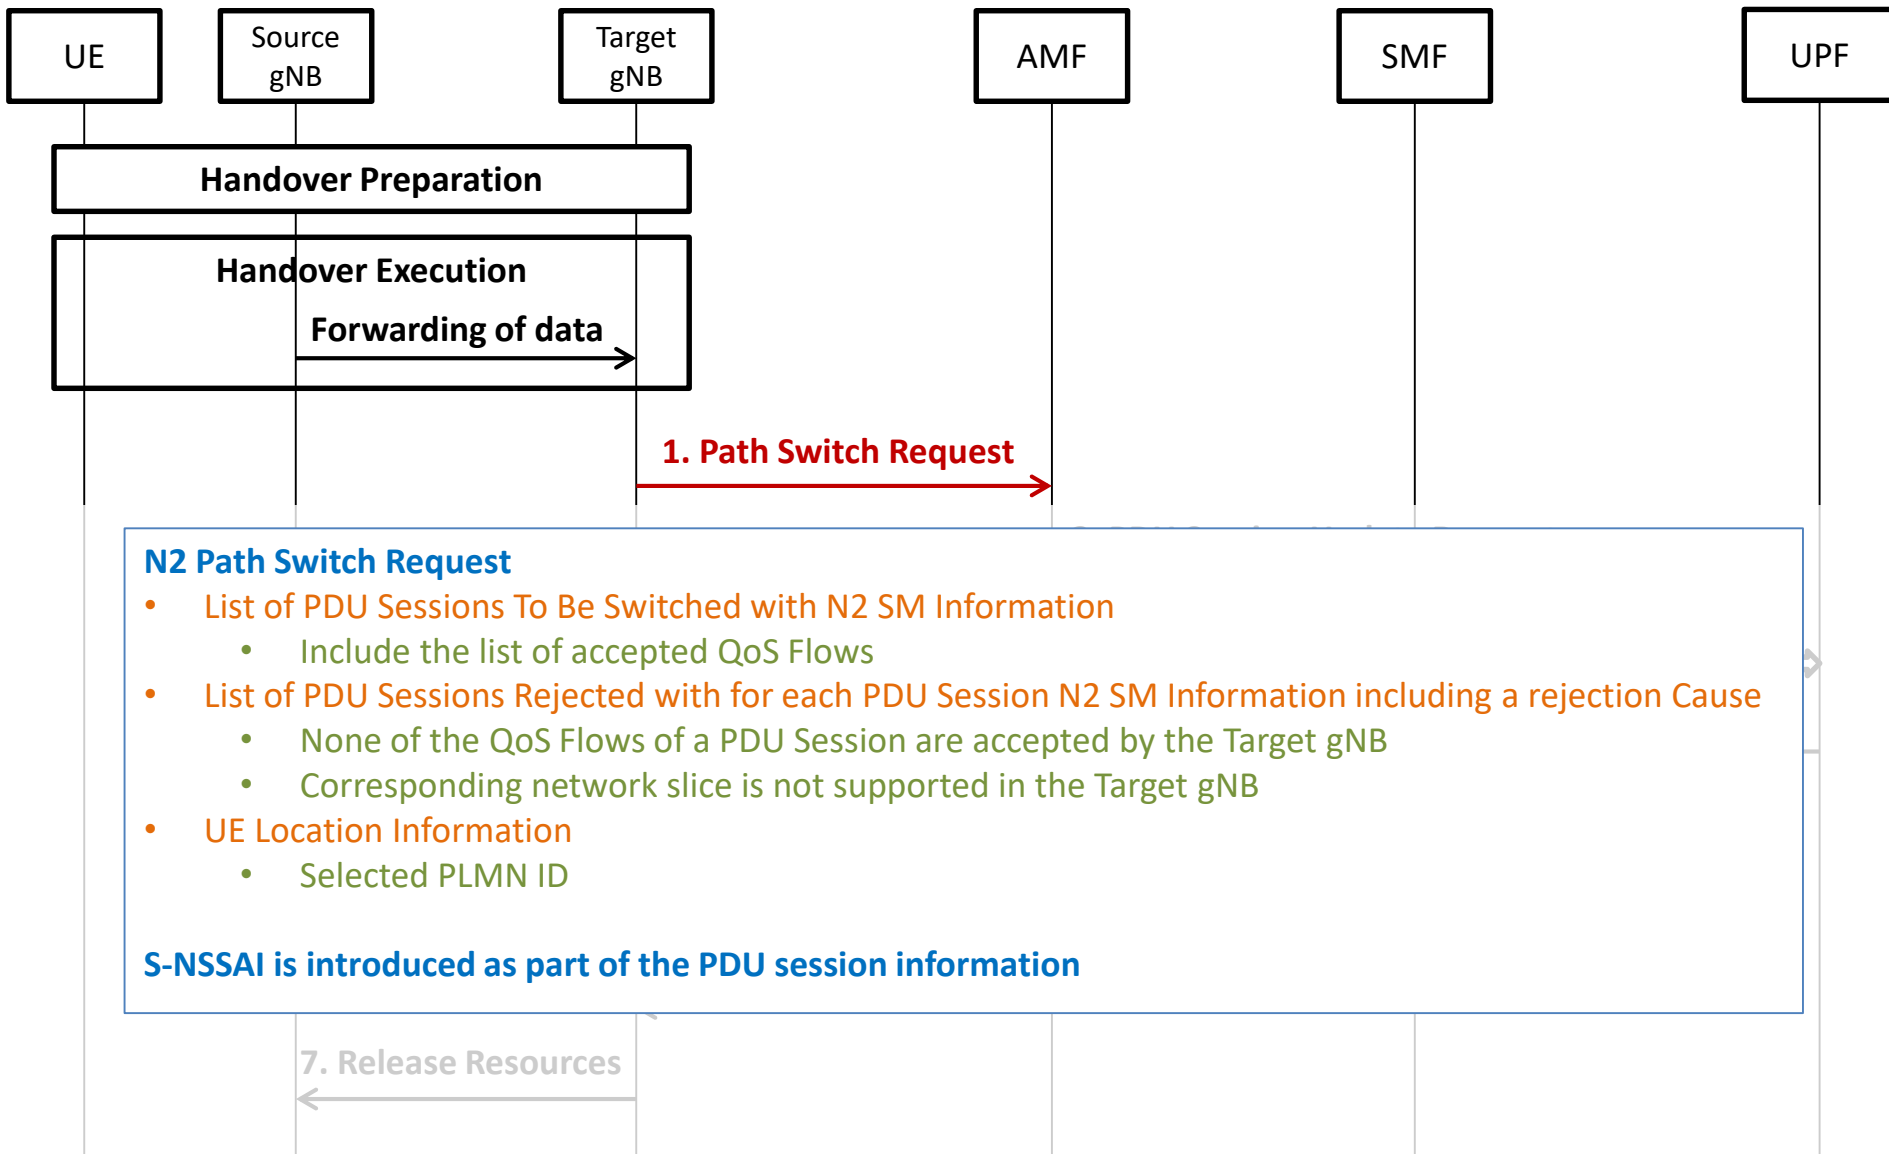 UE
Source
gNB
Target
gNB
AMF
SMF
UPF
Handover Preparation
Handover Execution
Forwarding of data
1. Path Switch Request
N2 Path Switch Request
• List of PDU Sessions To Be Switched with N2 SM Information
• Include the list of accepted QoS Flows
• List of PDU Sessions Rejected with for each PDU Session N2 SM Information including a rejection Cause
• None of the QoS Flows of a PDU Session are accepted by the Target gNB
• Corresponding network slice is not supported in the Target gNB
• UE Location Information
• Selected PLMN ID
S-NSSAI is introduced as part of the PDU session information
7. Release Resources